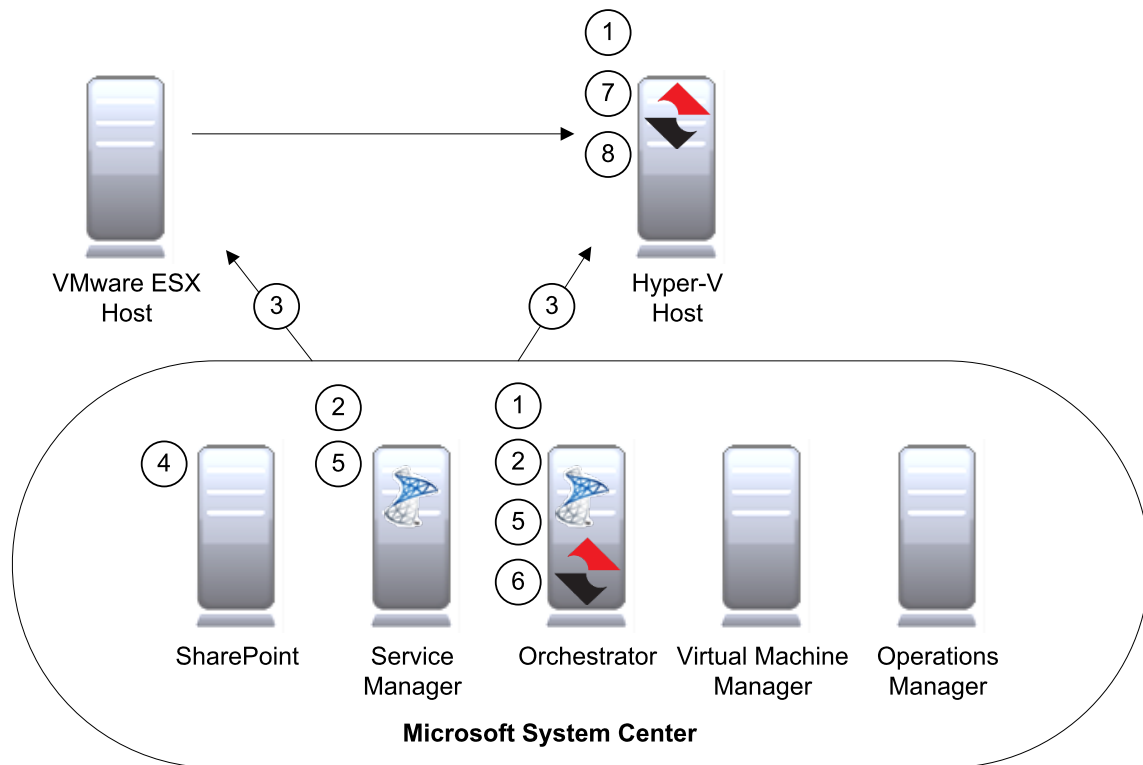 1
7
8
VMware ESX
Host
Hyper-V
Host
3
3
2
1
4
5
2
5
6
SharePoint
Service
Manager
Orchestrator
Virtual Machine
Manager
Operations
Manager
Microsoft System Center